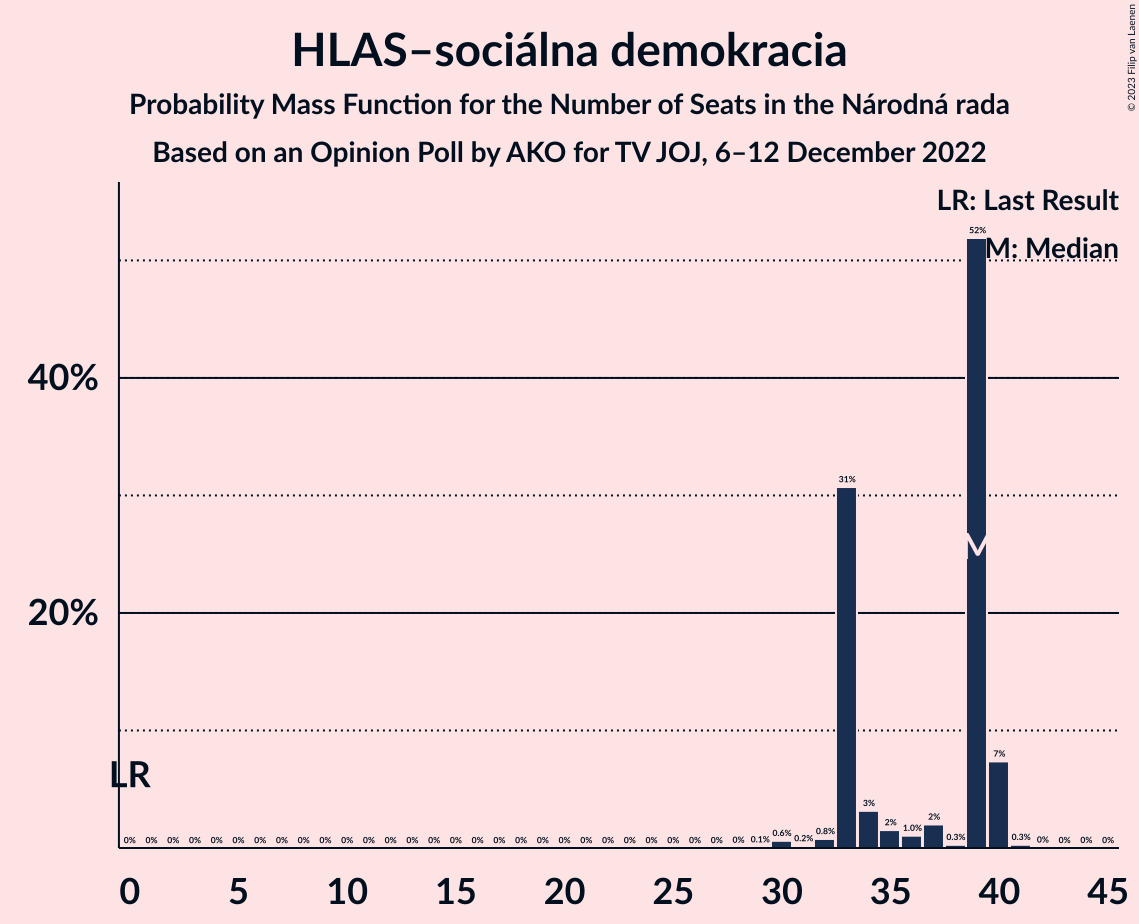 © 2023 Filip van Laenen
HLAS–sociálna demokracia
Probability Mass Function for the Number of Seats in the Národná rada
Based on an Opinion Poll by AKO for TV JOJ, 6–12 December 2022
LR: Last Result
M: Median
52%
40%
31%
M
20%
7%
LR
3%
2% 1.0% 2%
0% 0% 0% 0% 0% 0% 0% 0% 0% 0% 0% 0% 0% 0% 0% 0% 0% 0% 0% 0% 0% 0% 0% 0% 0% 0% 0% 0% 0% 0.1% 0.6% 0.2% 0.8% 0.3% 0.3% 0% 0% 0% 0%
0 5 10 15 20 25 30 35 40 45